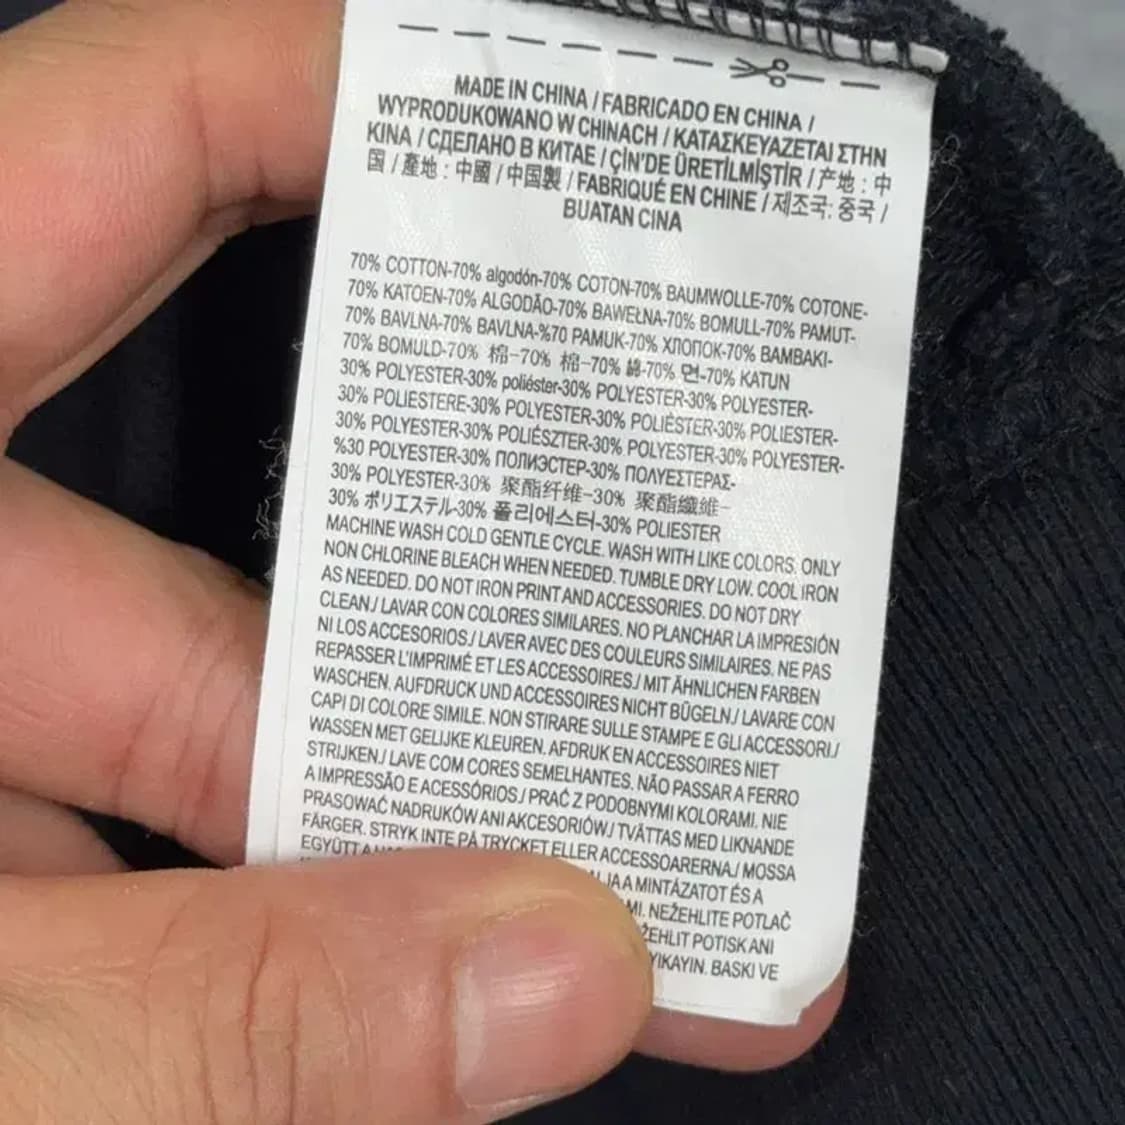 MADE IN CHINA / FABRICADO EN CHINA /
WYPRODUKOWANO W CHINACH / ΚΑΤΑΣΚΕΥΑΖΕΤΑΙ ΣΤΗΝ
ΚΙΝΑ / СДЕЛАНО В КИТАЕ / ÇİN'DE ÜRETİLMİŞTİR / 产地：中
国 / 產地：中國 / 中国製 / FABRIQUÉ EN CHINE / 제조국: 중국 /
BUATAN CINA
70% COTTON-70% algodón-70% COTON-70% BAUMWOLLE-70% COTONE-
70% KATOEN-70% ALGODÃO-70% BAWEŁNA-70% BOMULL-70% PAMUT-
70% BAVLNA-70% BAVLNA-%70 PAMUK-70% ХЛОПОК-70% ΒΑΜΒΑΚΙ-
70% BOMULD-70% 棉-70% 棉-70% 綿-70% 면-70% KATUN
30% POLYESTER-30% poliéster-30% POLYESTER-30% POLYESTER-
30% POLIESTERE-30% POLYESTER-30% POLIÉSTER-30% POLIESTER-
30% POLYESTER-30% POLIÉSZTER-30% POLYESTER-30% POLYESTER-
%30 POLYESTER-30% ПОЛИЭСТЕР-30% ΠΟΛΥΕΣΤΕΡΑΣ-
30% POLYESTER-30% 聚酯纤维-30% 聚酯纖維-
30% ポリエステル-30% 폴리에스터-30% POLIESTER
MACHINE WASH COLD GENTLE CYCLE. WASH WITH LIKE COLORS. ONLY
NON CHLORINE BLEACH WHEN NEEDED. TUMBLE DRY LOW. COOL IRON
AS NEEDED. DO NOT IRON PRINT AND ACCESSORIES. DO NOT DRY
CLEAN./ LAVAR CON COLORES SIMILARES. NO PLANCHAR LA IMPRESIÓN
NI LOS ACCESORIOS./ LAVER AVEC DES COULEURS SIMILAIRES. NE PAS
REPASSER L'IMPRIMÉ ET LES ACCESSOIRES./ MIT ÄHNLICHEN FARBEN
WASCHEN. AUFDRUCK UND ACCESSOIRES NICHT BÜGELN./ LAVARE CON
CAPI DI COLORE SIMILE. NON STIRARE SULLE STAMPE E GLI ACCESSORI./
WASSEN MET GELIJKE KLEUREN. AFDRUK EN ACCESSOIRES NIET
STRIJKEN./ LAVE COM CORES SEMELHANTES. NÃO PASSAR A FERRO
A IMPRESSÃO E ACESSÓRIOS./ PRAĆ Z PODOBNYMI KOLORAMI. NIE
PRASOWAĆ NADRUKÓW ANI AKCESORIÓW./ TVÄTTAS MED LIKNANDE
FÄRGER. STRYK INTE PÅ TRYCKET ELLER ACCESSOARERNA./ MOSSA
EGYÜTT A
A MINTÁZATOT ÉS A
NEŽEHLITE POTLAČ
POTISK ANI
YIKAYIN. BASKI VE